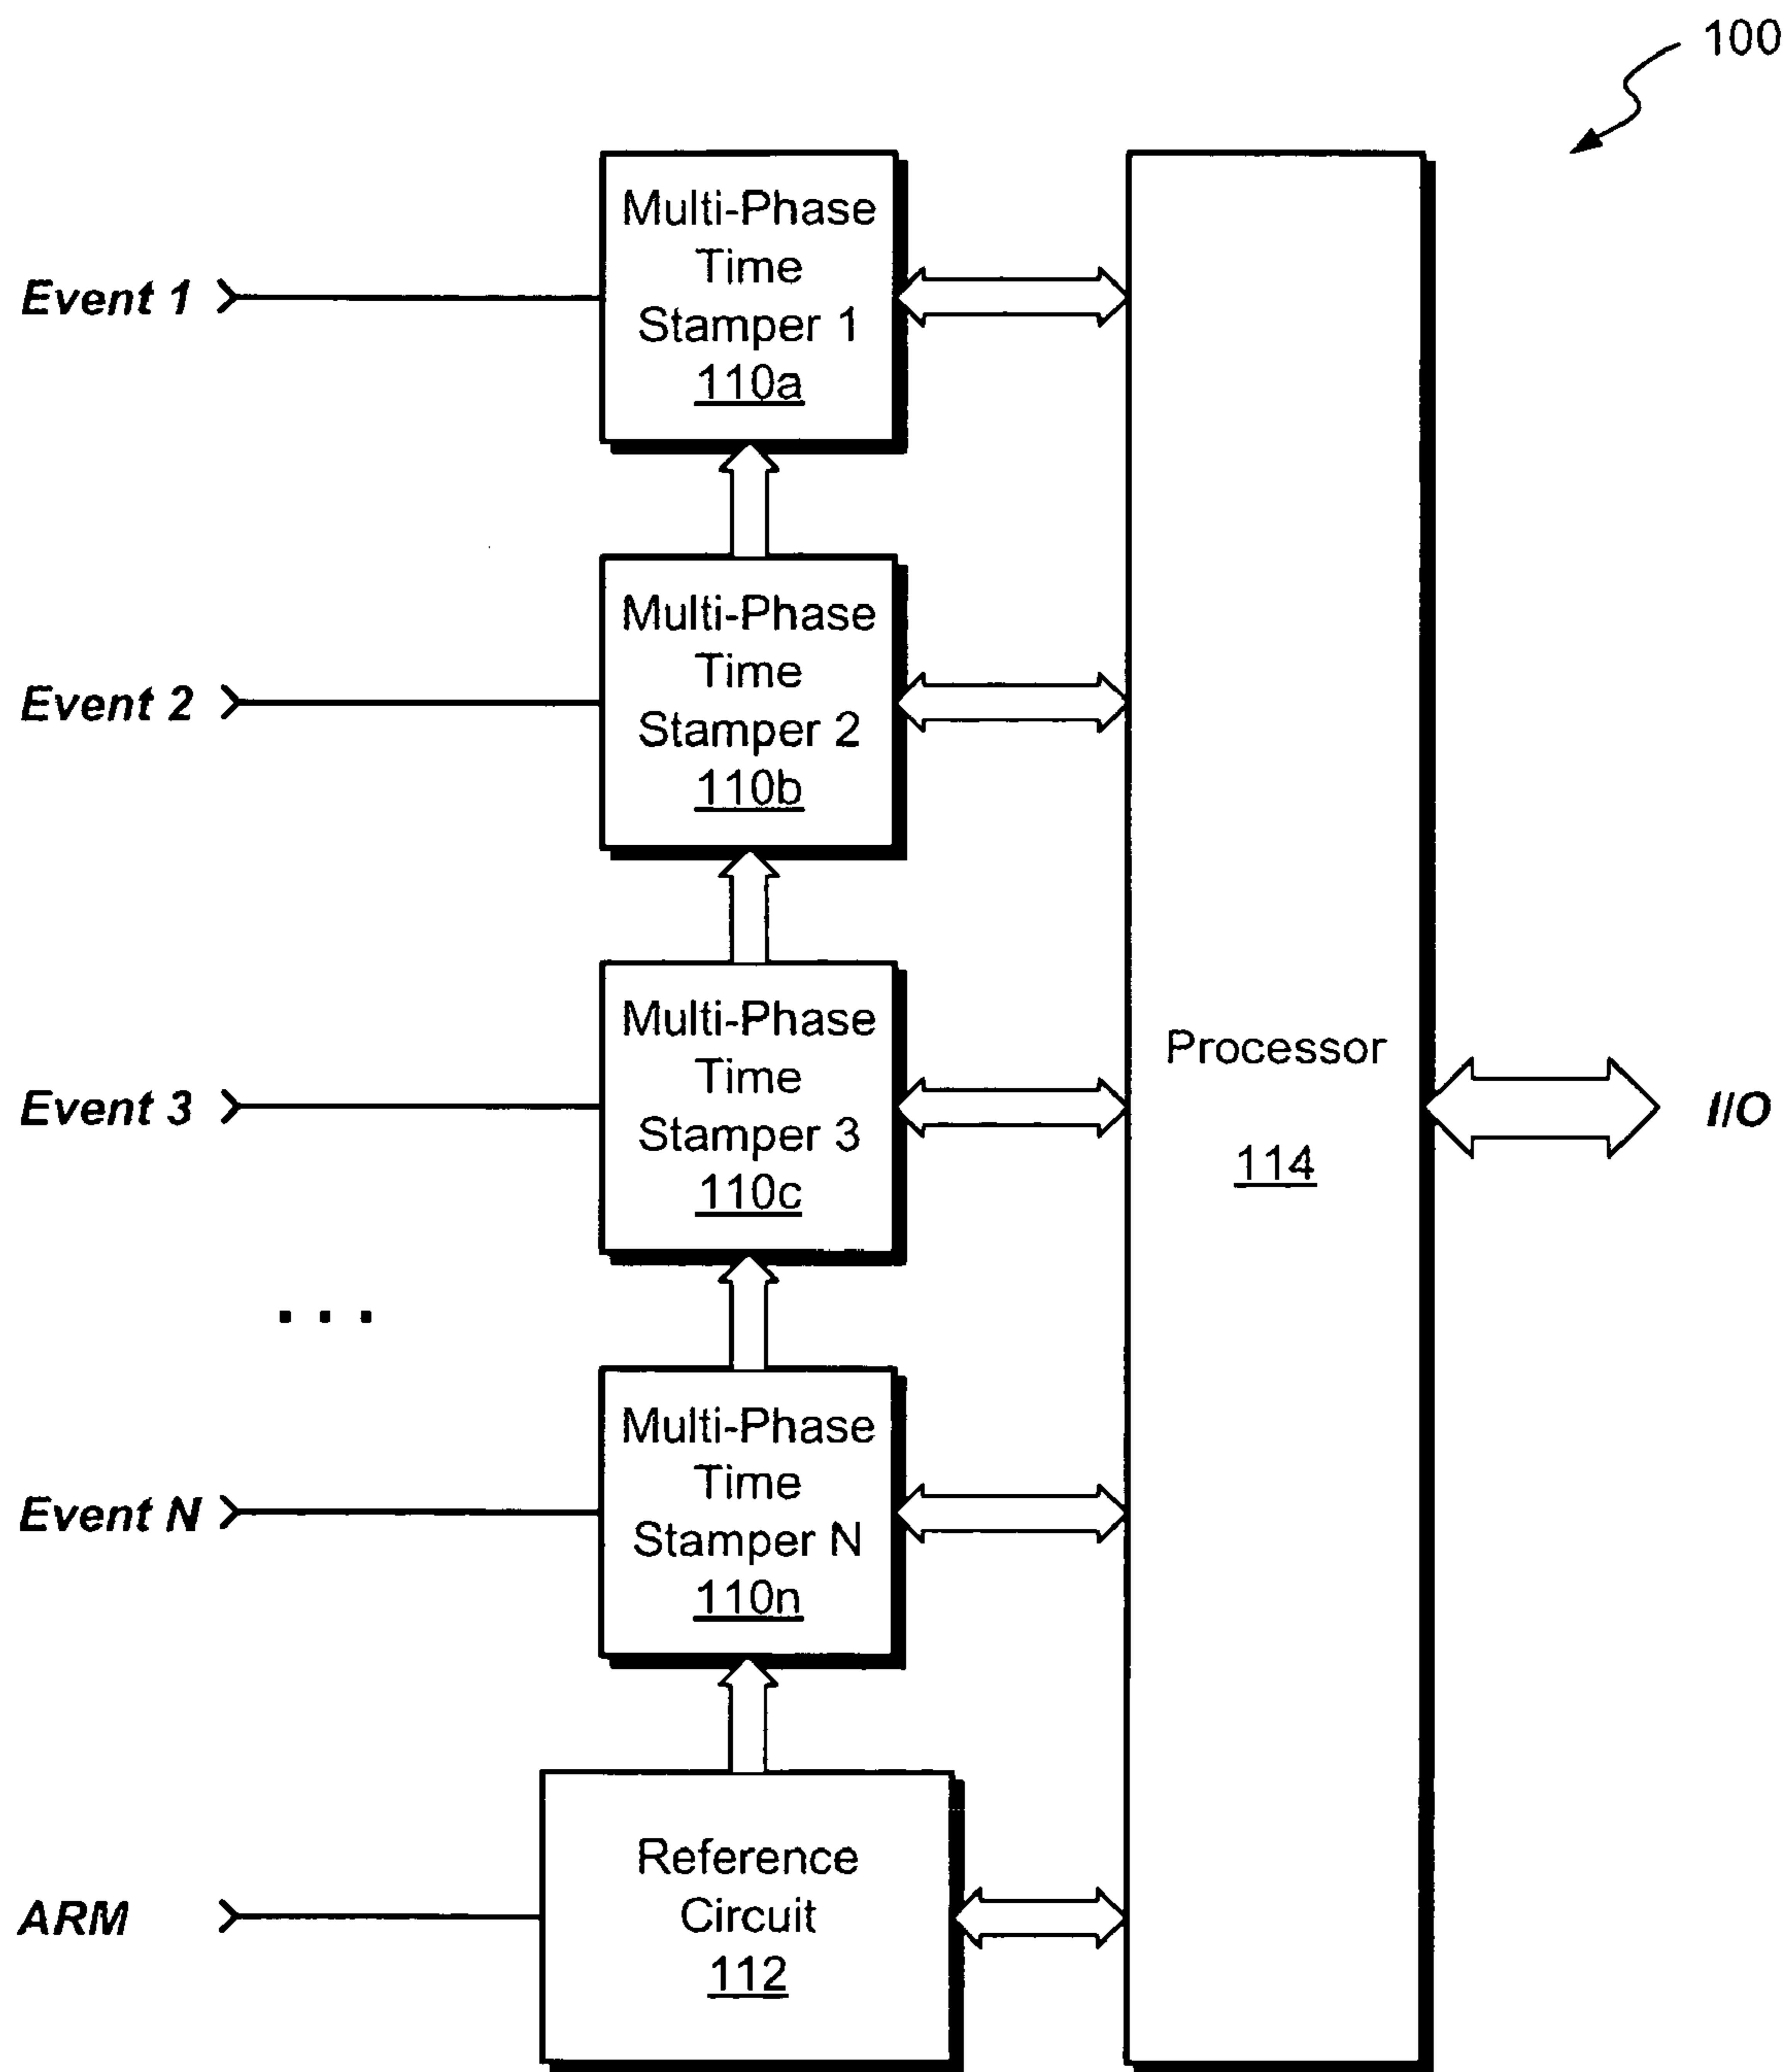 100
Multi-Phase
Time
Stamper 1
110a
Event 1
Multi-Phase
Time
Stamper 2
110b
Event 2
Multi-Phase
Time
Stamper 3
110c
Event 3
Processor
114
I/O
...
Multi-Phase
Time
Stamper N
110n
Event N
Reference
Circuit
112
ARM